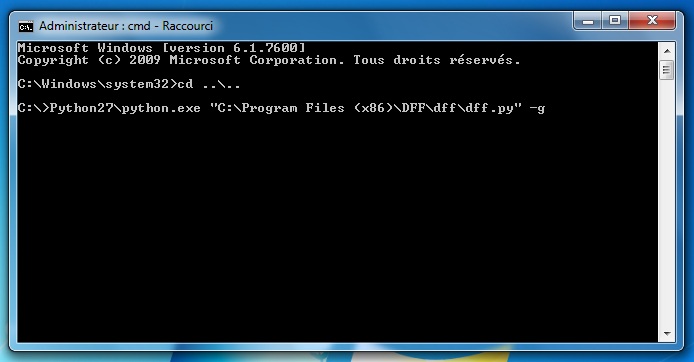 Administrateur : cmd - Raccourci
Microsoft Windows [version 6.1.7600]
Copyright (c) 2009 Microsoft Corporation. Tous droits réservés.
C:\Windows\system32>cd ..\..
C:\>Python27\python.exe "C:\Program Files (x86)\DFF\dff\dff.py" -g